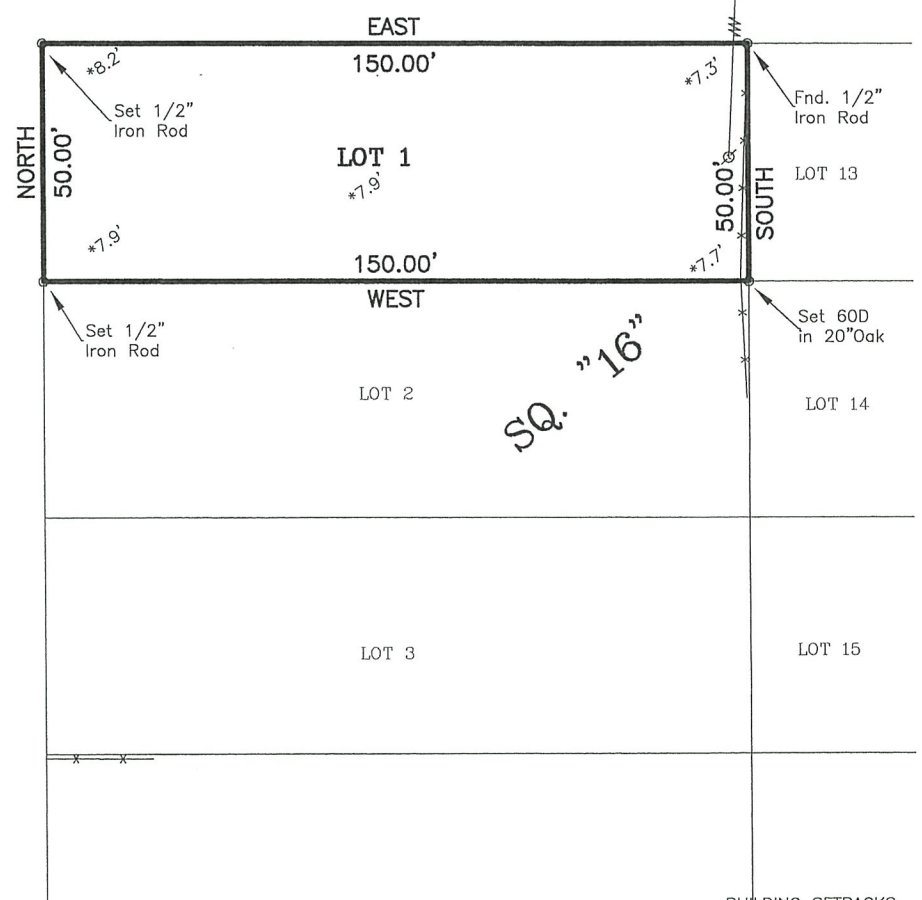 EAST
150.00'
*8.2'
*7.3'
Set 1/2"
Iron Rod
Fnd. 1/2"
Iron Rod
NORTH
50.00'
LOT 1
*7.9'
50.00'
SOUTH
LOT 13
*7.9'
*7.7'
150.00'
WEST
Set 1/2"
Iron Rod
Set 60D
in 20"Oak
SQ. "16"
LOT 2
LOT 14
LOT 3
LOT 15
BUILDING SETBACKS